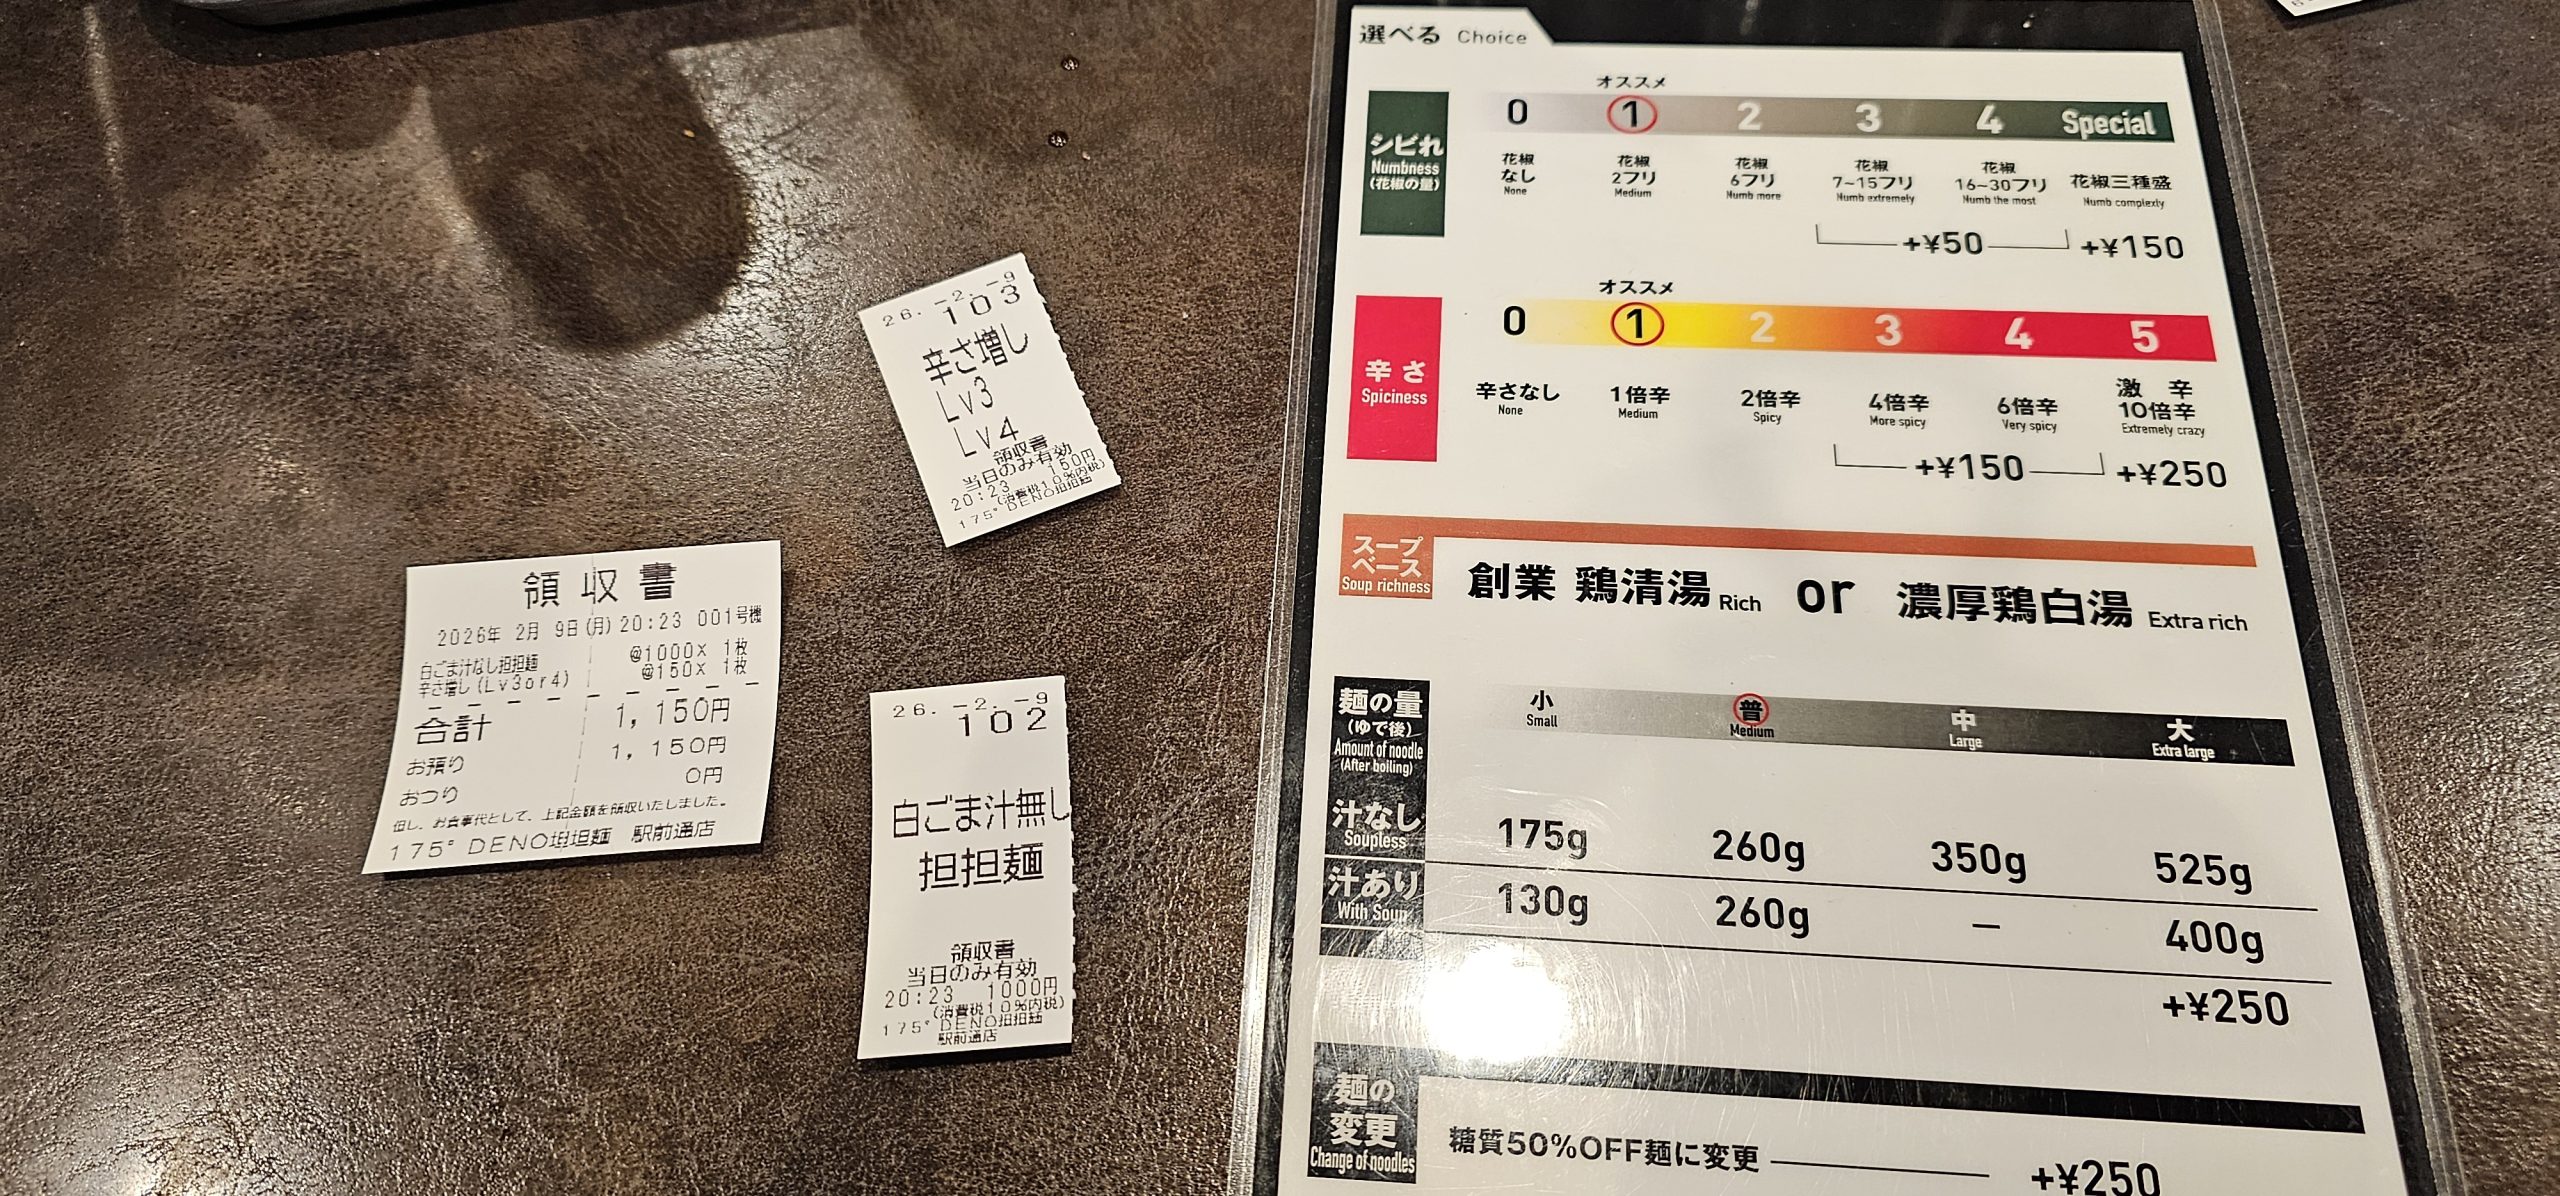 26.-2.-9
103
辛さ増し
Lv3
Lv4
領収書
当日のみ有効
20:23 150円
(消費税10%内税)
175°DENO担担麺
領収書
2026年 2月 9日(月)20:23 001号機
白ごま汁なし担担麺 @1000X 1枚
辛さ増し(Lv3or4) @150X 1枚
合計 1,150円
お預り 1,150円
おつり 0円
但し、お食事代として、上記金額を領収いたしました。
175°DENO坦坦麺 駅前通店
26.-2.-9
102
白ごま汁無し
担担麺
領収書
当日のみ有効
20:23 1000円
(消費税10%内税)
175°DENO担担麺
駅前通店
選べる Choice
オススメ
シビれ
Numbness
(花椒の量)
0 1 2 3 4 Special
花椒 花椒 花椒 花椒 花椒 花椒三種盛
なし 2フリ 6フリ 7~15フリ 16~30フリ
None Medium Numb more Numb extremely Numb the most Numb complexly
+¥50 +¥150
オススメ
辛さ
Spiciness
0 1 2 3 4 5
辛さなし 1倍辛 2倍辛 4倍辛 6倍辛 激 辛
10倍辛
None Medium Spicy More spicy Very spicy Extremely crazy
+¥150 +¥250
スープ
ベース
Soup richness
創業 鶏清湯 Rich or 濃厚鶏白湯 Extra rich
麺の量
(ゆで後)
Amount of noodle
(After boiling)
小 普 中 大
Small Medium Large Extra large
汁なし
Soupless
175g 260g 350g 525g
汁あり
With Soup
130g 260g — 400g
+¥250
麺の
変更
Change of noodles
糖質50%OFF麺に変更 +¥250